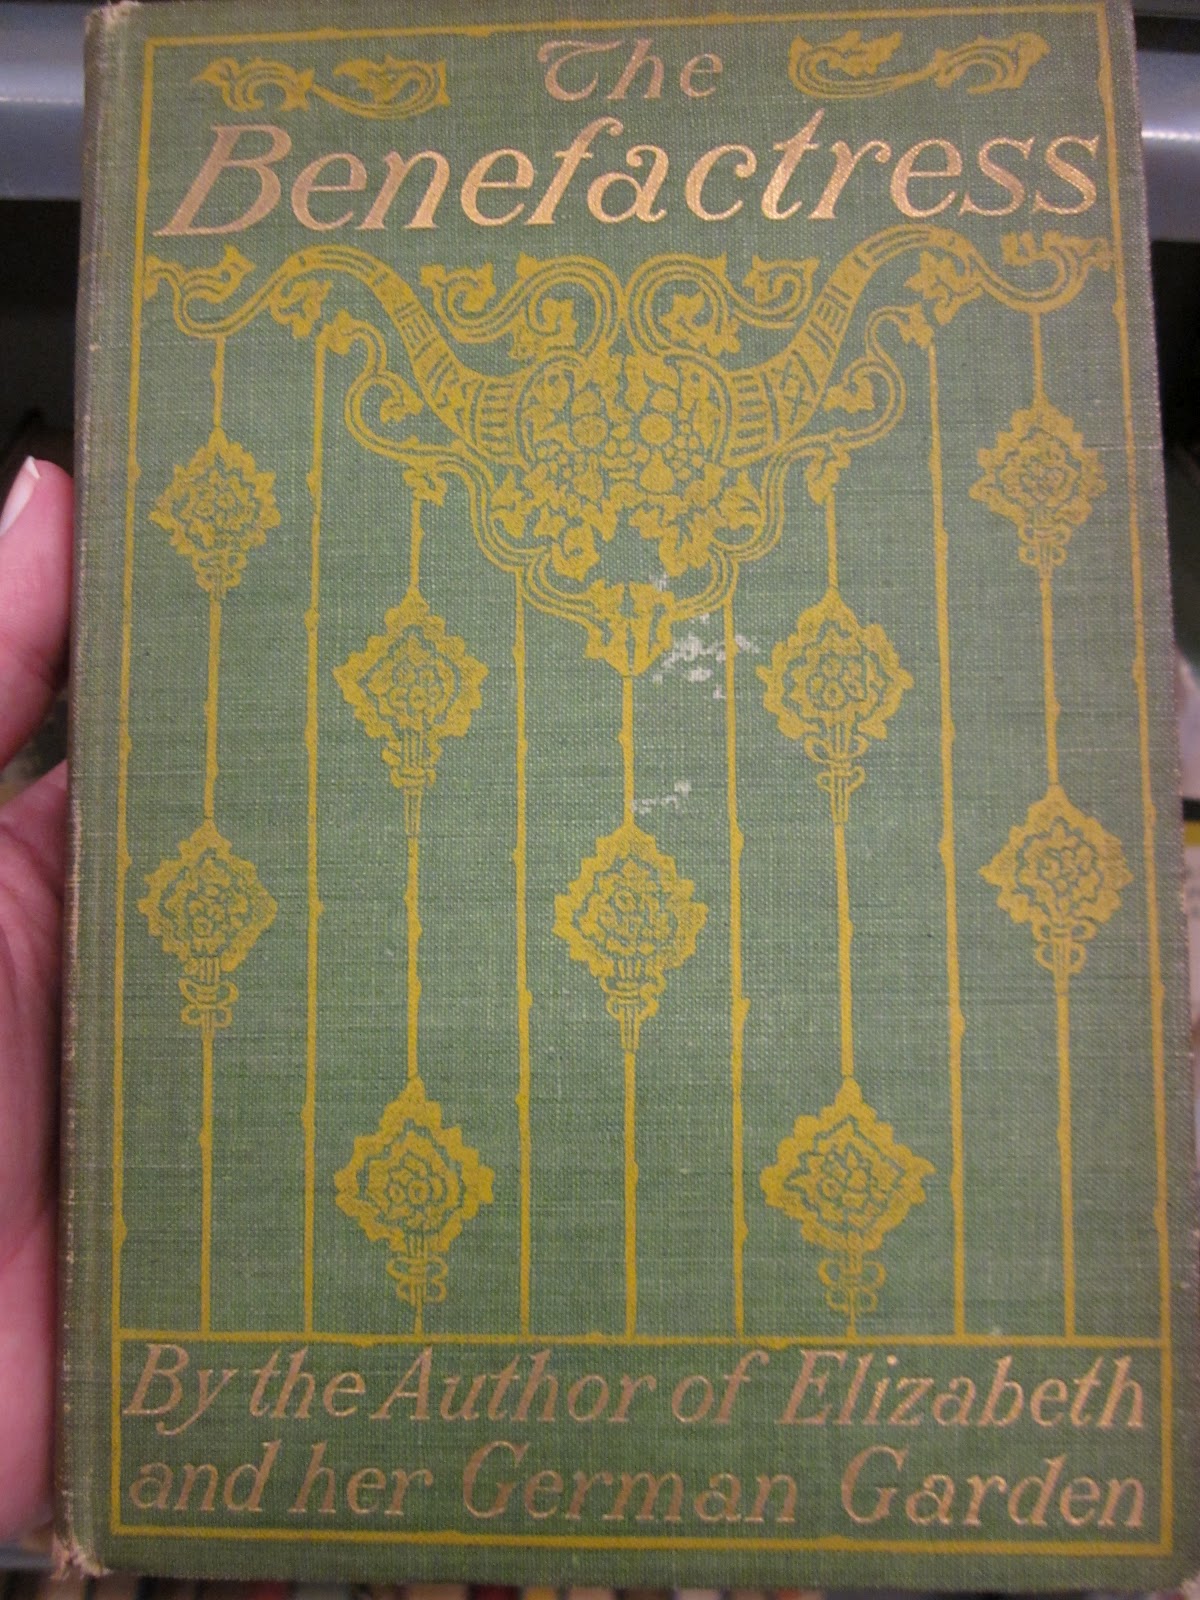 The
Benefactress
By the Author of Elizabeth
and her German Garden